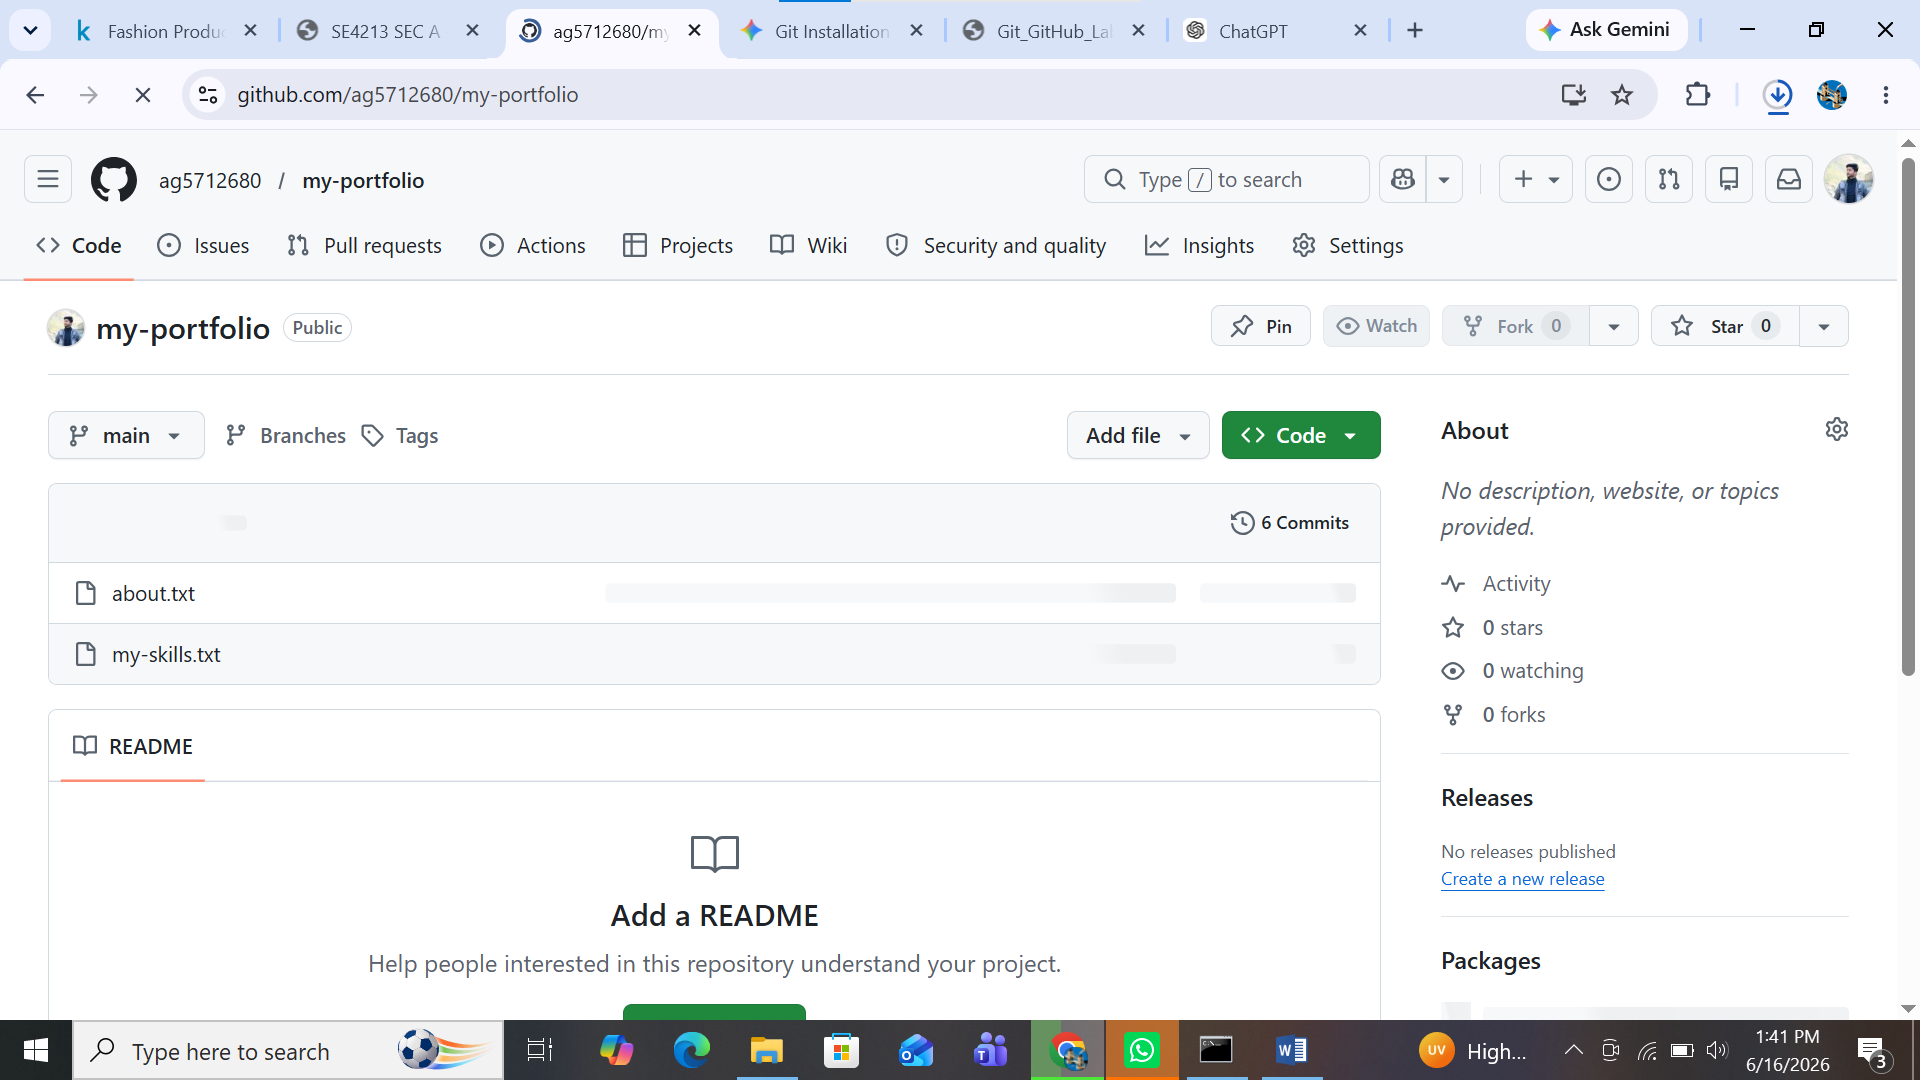 Fashion Produ
SE4213 SEC A
ag5712680/my
Git Installation
Git_GitHub_Lal
ChatGPT
Ask Gemini
github.com/ag5712680/my-portfolio
ag5712680 / my-portfolio
Type / to search
Code
Issues
Pull requests
Actions
Projects
Wiki
Security and quality
Insights
Settings
my-portfolio
Public
Pin
Watch
Fork 0
Star 0
main
Branches
Tags
Add file
Code
About
No description, website, or topics
provided.
6 Commits
about.txt
my-skills.txt
Activity
0 stars
0 watching
0 forks
README
Releases
No releases published
Create a new release
Add a README
Help people interested in this repository understand your project.
Packages
Type here to search
UV
High...
1:41 PM
6/16/2026
3